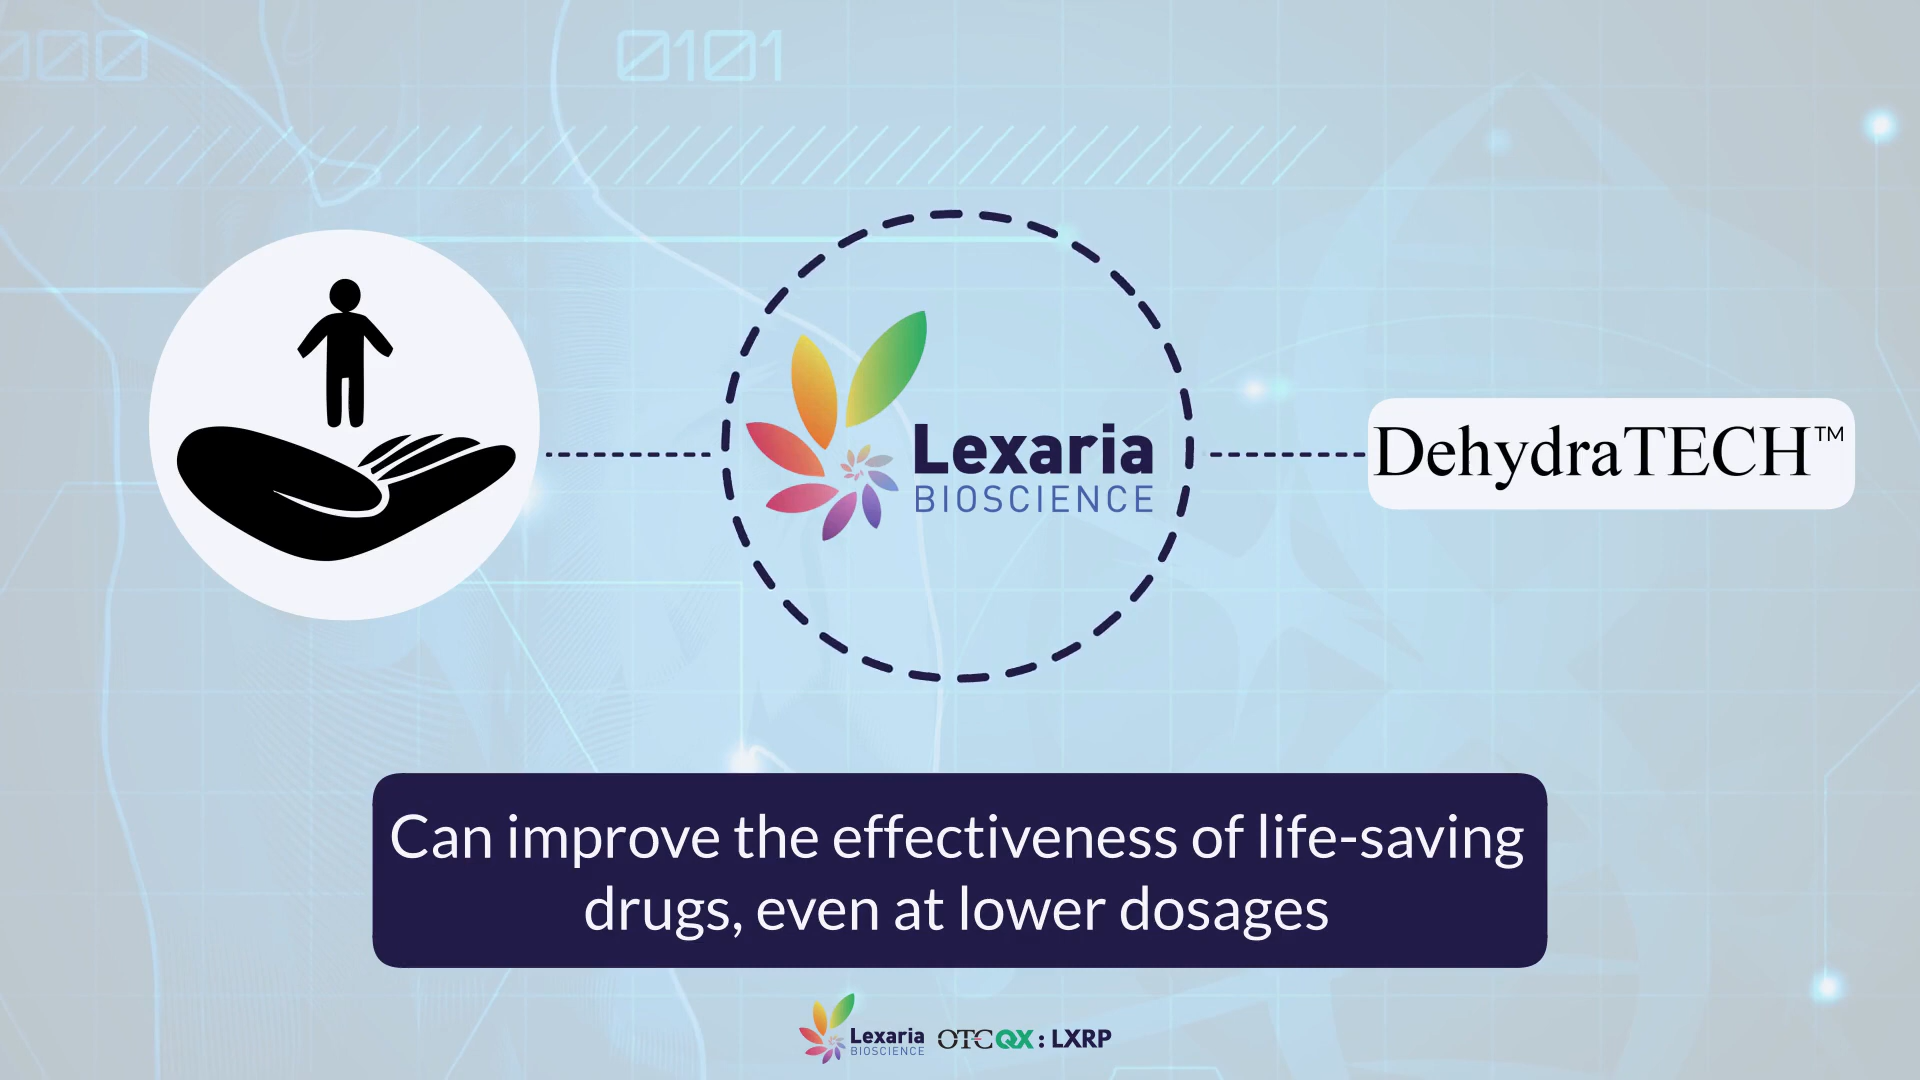 000
0101
Lexaria
BIOSCIENCE
DehydraTECH™
Can improve the effectiveness of life-saving
drugs, even at lower dosages
Lexaria
BIOSCIENCE
OTCQX : LXRP